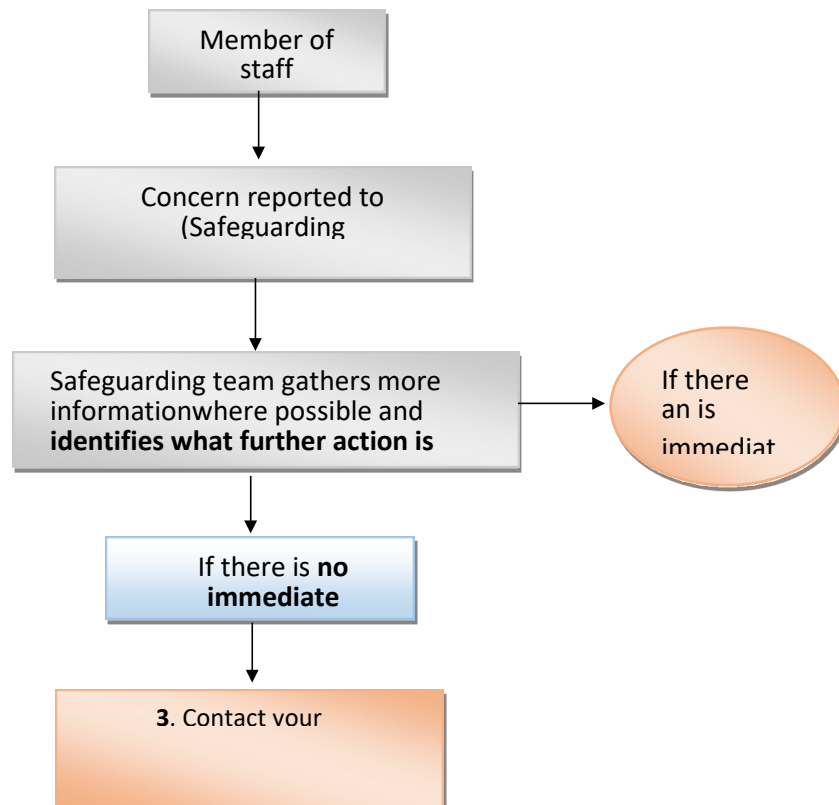 Member of
staff
Concern reported to
(Safeguarding
Safeguarding team gathers more
informationwhere possible and
identifies what further action is
If there
an is
immediat
If there is no
immediate
3. Contact your